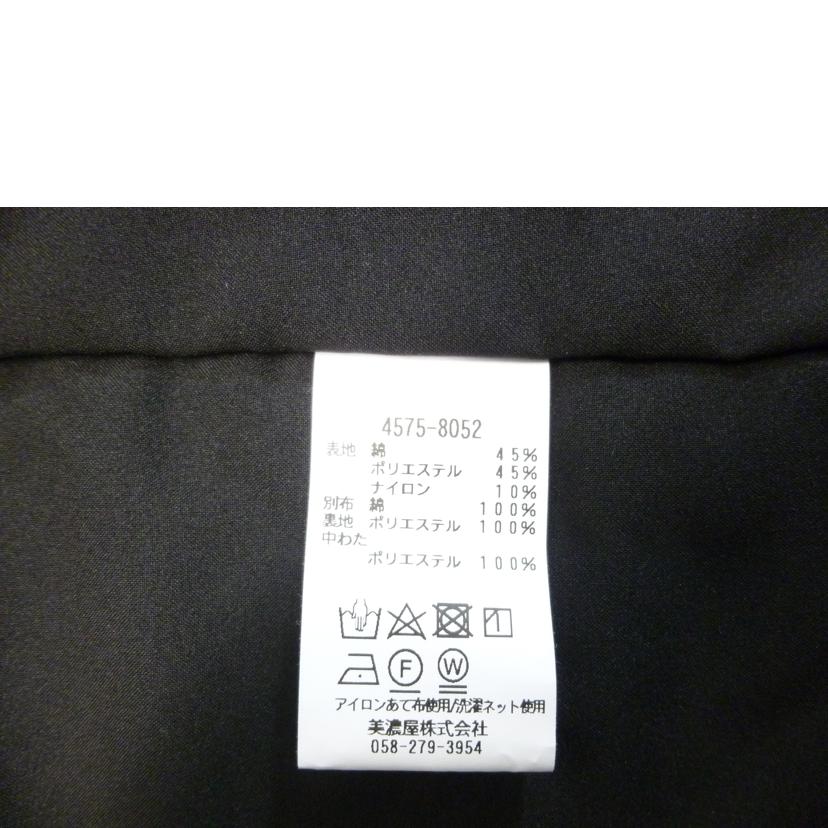 4575-8052
表地 綿 45%
ポリエステル 45%
ナイロン 10%
別布 綿 100%
裏地 ポリエステル 100%
中わた
ポリエステル 100%
F W
アイロンあて布使用/洗濯ネット使用
美濃屋株式会社
058-279-3954